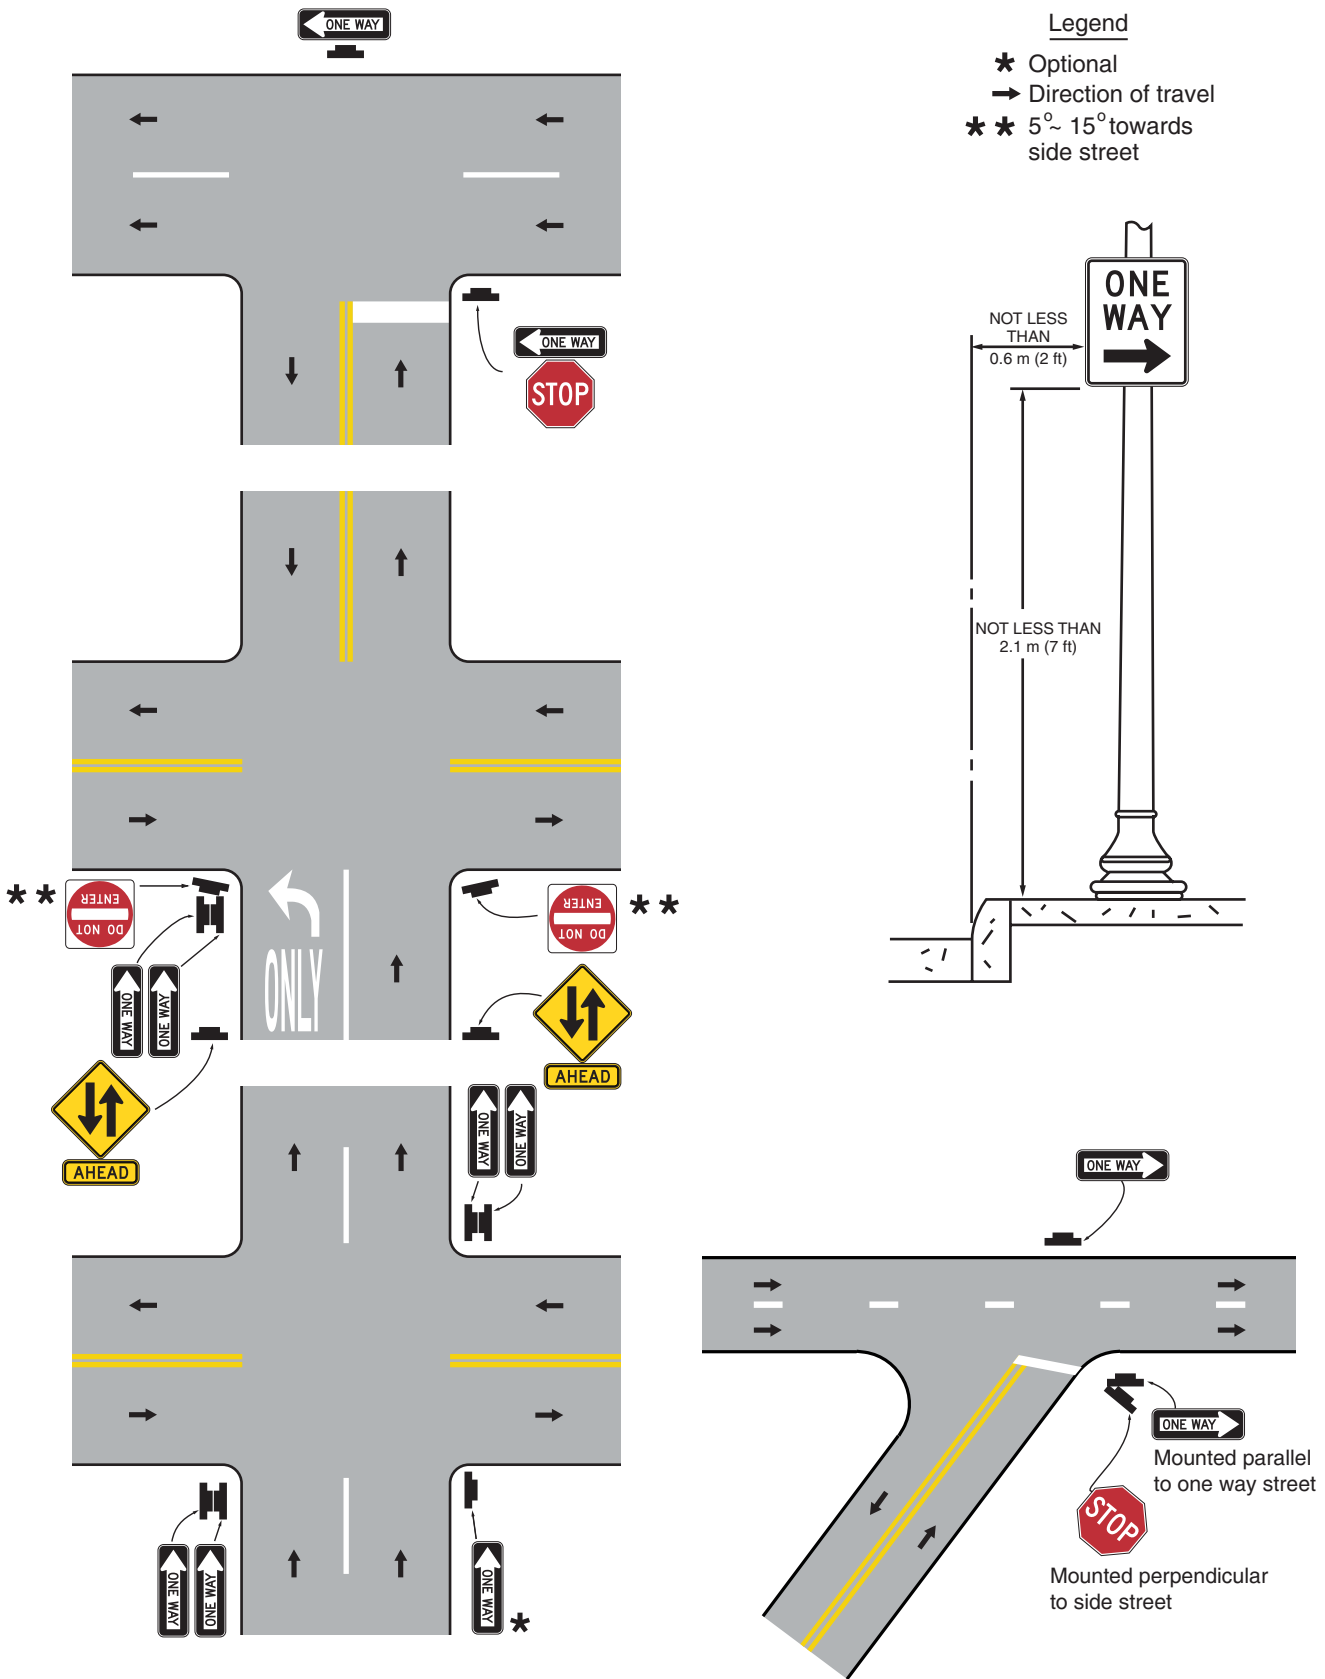 ONE WAY
Legend
* Optional
→ Direction of travel
* * 5°~ 15° towards
side street
ONE WAY
STOP
ONE
WAY
NOT LESS
THAN
0.6 m (2 ft)
NOT LESS THAN
2.1 m (7 ft)
* *
DO NOT
ENTER
DO NOT
ENTER
* *
ONLY
ONE WAY
ONE WAY
AHEAD
AHEAD
ONE WAY
ONE WAY
ONE WAY
ONE WAY
ONE WAY
*
ONE WAY
ONE WAY
Mounted parallel
to one way street
STOP
Mounted perpendicular
to side street